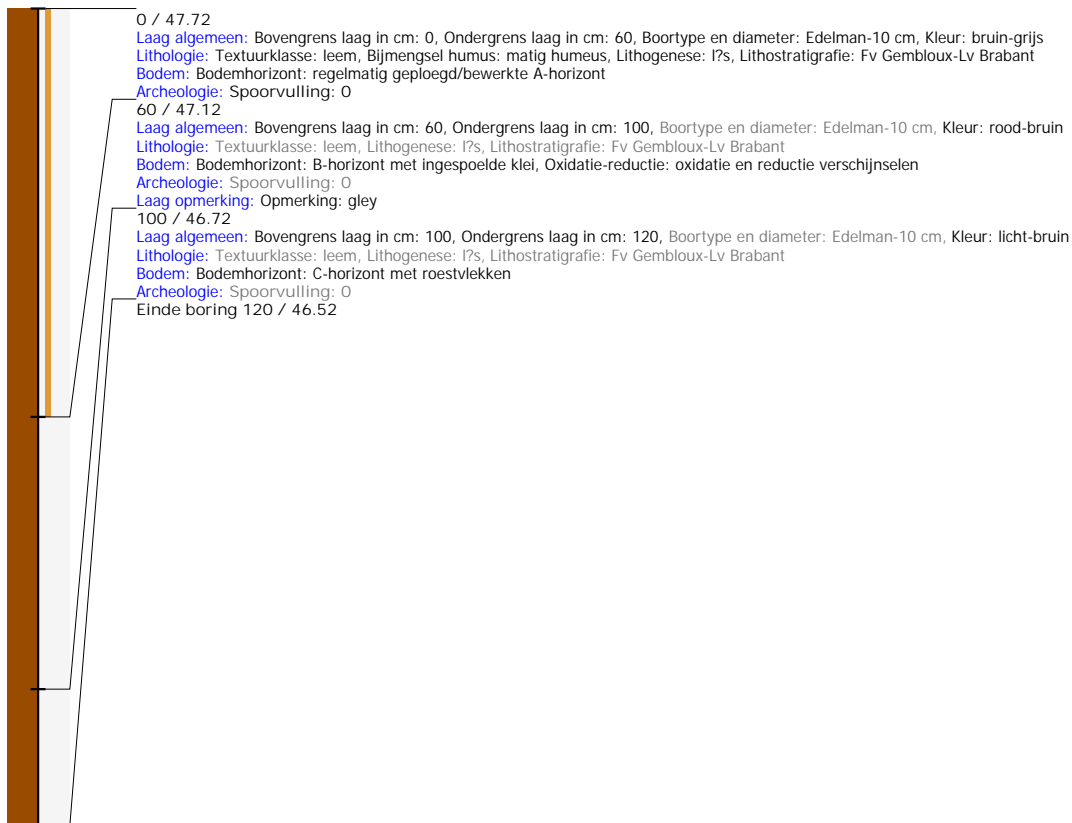 0 / 47.72
Laag algemeen: Bovengrens laag in cm: 0, Ondergrens laag in cm: 60, Boortype en diameter: Edelman-10 cm, Kleur: bruin-grijs
Lithologie: Textuurklasse: leem, Bijmengsel humus: matig humeus, Lithogenese: l?s, Lithostratigrafie: Fv Gembloux-Lv Brabant
Bodem: Bodemhorizont: regelmatig geploegd/bewerkte A-horizont
Archeologie: Spoorvulling: 0
60 / 47.12
Laag algemeen: Bovengrens laag in cm: 60, Ondergrens laag in cm: 100, Boortype en diameter: Edelman-10 cm, Kleur: rood-bruin
Lithologie: Textuurklasse: leem, Lithogenese: l?s, Lithostratigrafie: Fv Gembloux-Lv Brabant
Bodem: Bodemhorizont: B-horizont met ingespoelde klei, Oxidatie-reductie: oxidatie en reductie verschijnselen
Archeologie: Spoorvulling: 0
Laag opmerking: Opmerking: gley
100 / 46.72
Laag algemeen: Bovengrens laag in cm: 100, Ondergrens laag in cm: 120, Boortype en diameter: Edelman-10 cm, Kleur: licht-bruin
Lithologie: Textuurklasse: leem, Lithogenese: l?s, Lithostratigrafie: Fv Gembloux-Lv Brabant
Bodem: Bodemhorizont: C-horizont met roestvlekken
Archeologie: Spoorvulling: 0
Einde boring 120 / 46.52